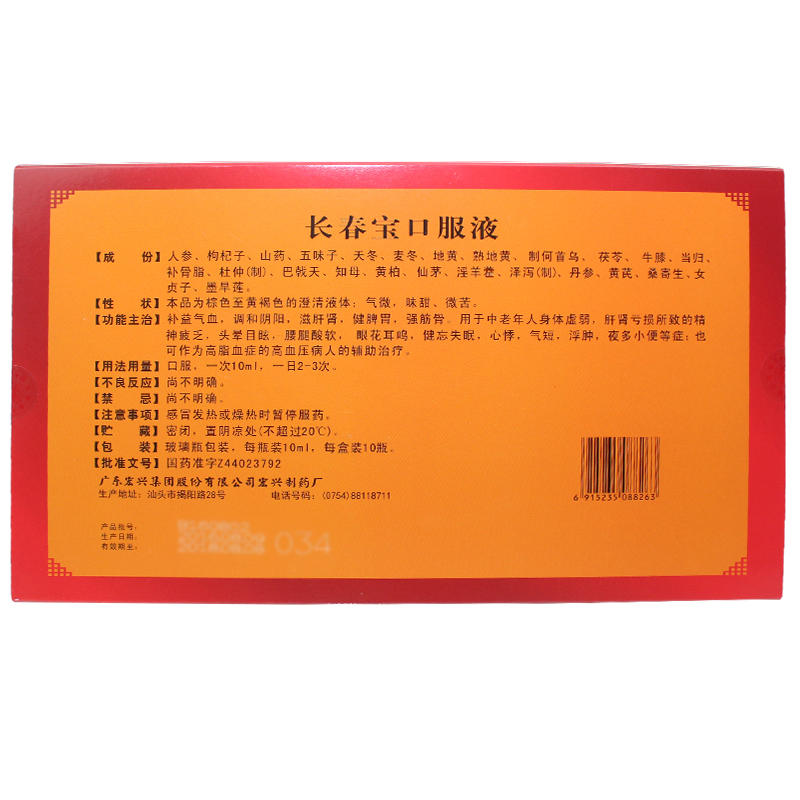 长春宝口服液
【成 份】人参、枸杞子、山药、五味子、天冬、麦冬、地黄、熟地黄、制何首乌、茯苓、牛膝、当归、
补骨脂、杜仲(制)、巴戟天、知母、黄柏、仙茅、淫羊藿、泽泻(制)、丹参、黄芪、桑寄生、女
贞子、墨旱莲。
【性 状】本品为棕色至黄褐色的澄清液体；气微，味甜、微苦。
【功能主治】补益气血，调和阴阳，滋肝肾，健脾胃，强筋骨。用于中老年人身体虚弱，肝肾亏损所致的精
神疲乏，头晕目眩，腰腿酸软， 眼花耳鸣，健忘失眠，心悸，气短，浮肿，夜多小便等症；也
可作为高脂血症的高血压病人的辅助治疗。
【用法用量】口服，一次10ml，一日2-3次。
【不良反应】尚不明确。
【禁 忌】尚不明确。
【注意事项】感冒发热或燥热时暂停服药。
【贮 藏】密闭，置阴凉处(不超过20℃)。
【包 装】玻璃瓶包装，每瓶装10ml，每盒装10瓶。
【批准文号】国药准字Z44023792
广东宏兴集团股份有限公司宏兴制药厂
生产地址：汕头市揭阳路28号 电话号码：(0754)88118711
6 915235 088263
产品批号：
生产日期：
有效期至：
034